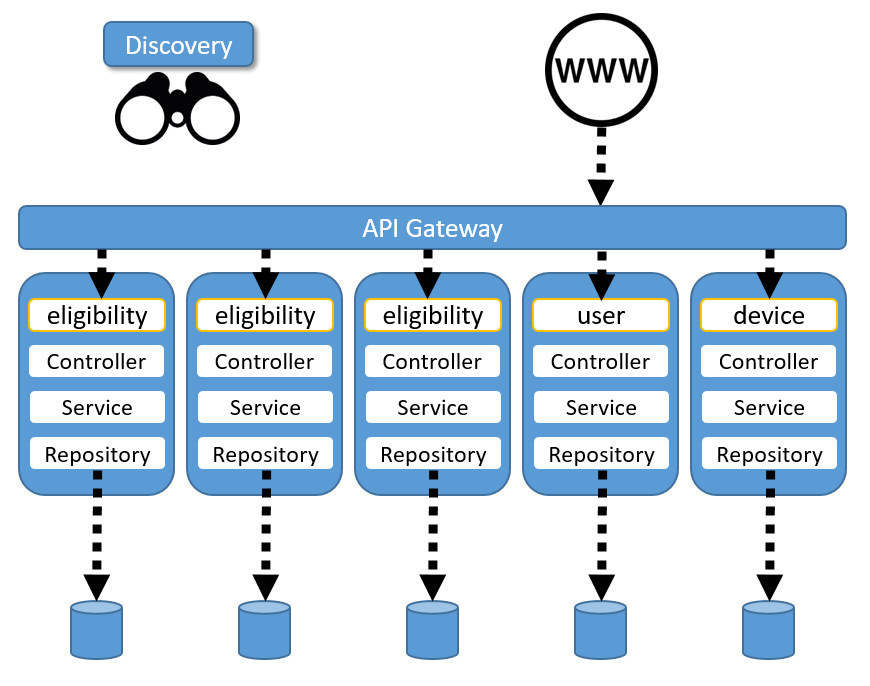 Discovery
WWW
API Gateway
eligibility eligibility eligibility user device
Controller Controller Controller Controller Controller
Service Service Service Service Service
Repository Repository Repository Repository Repository